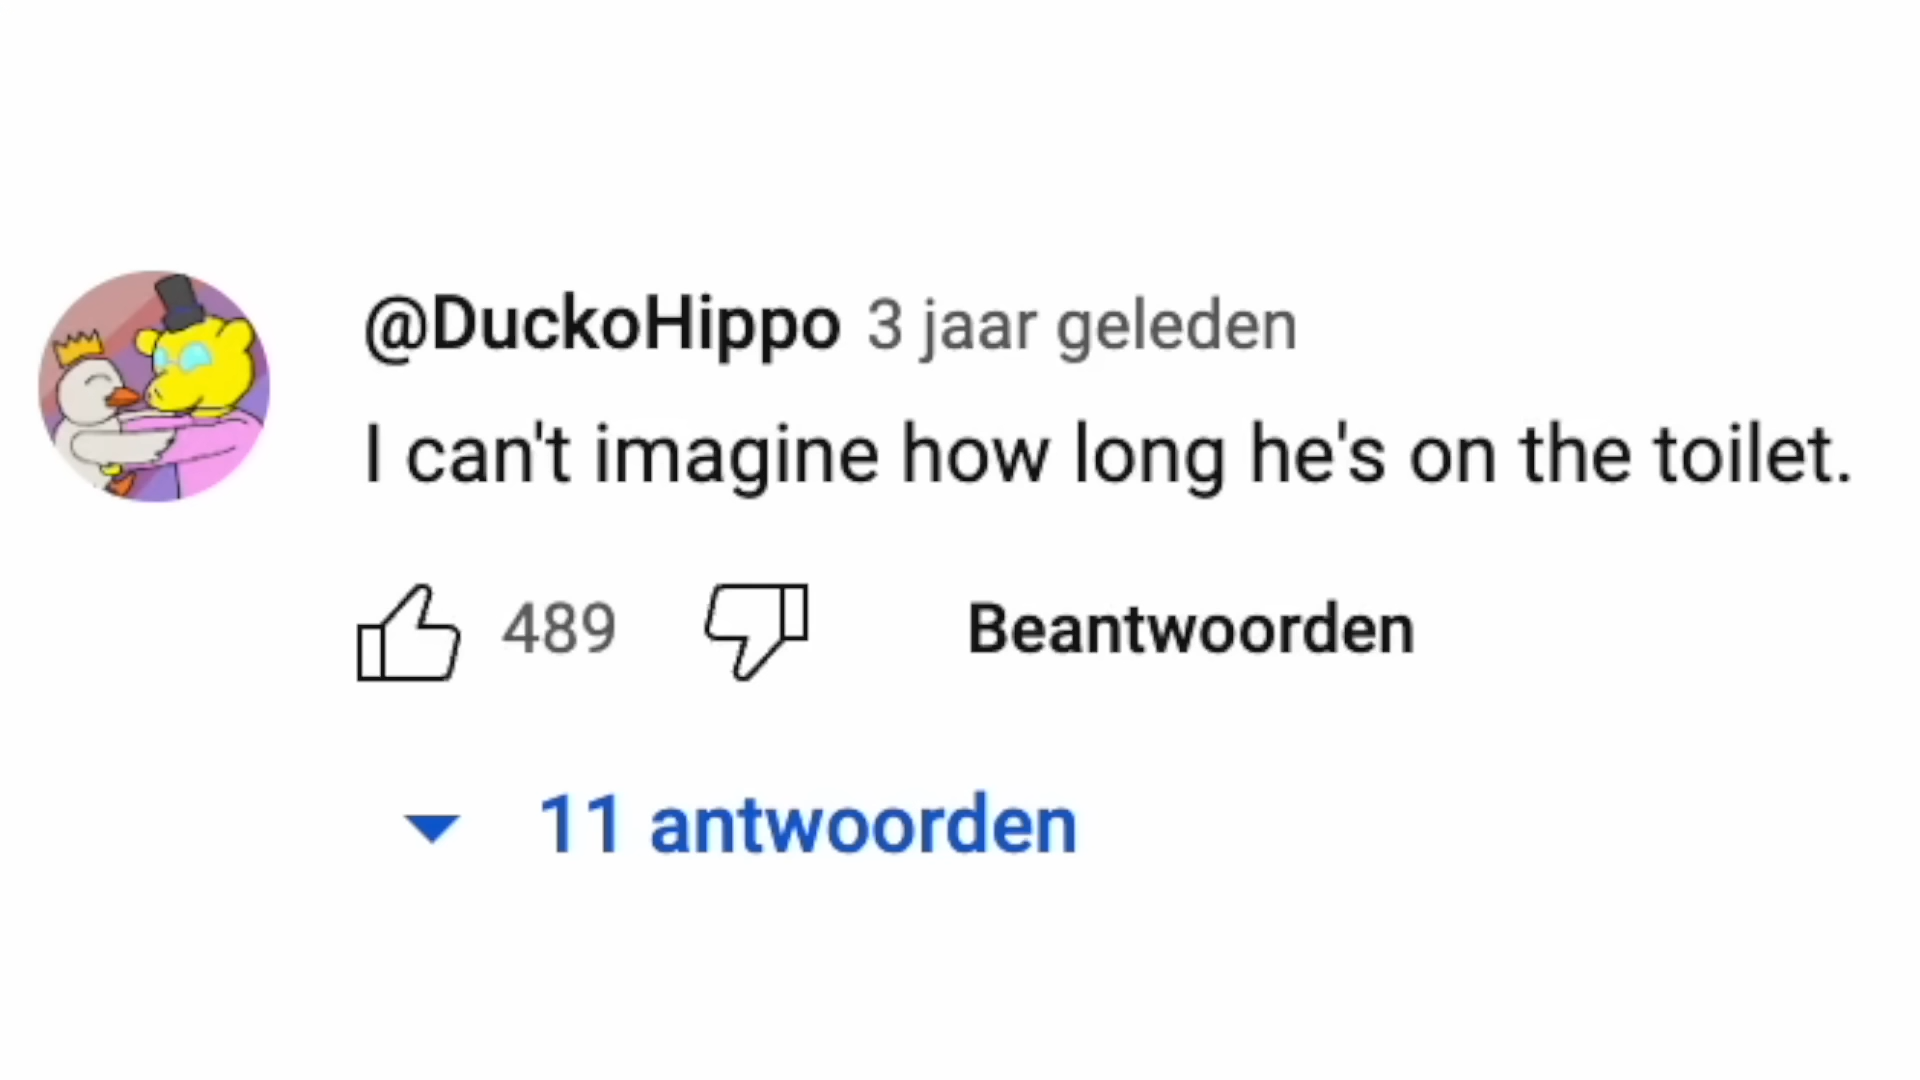 @DuckoHippo 3 jaar geleden
I can't imagine how long he's on the toilet.
489 Beantwoorden
11 antwoorden